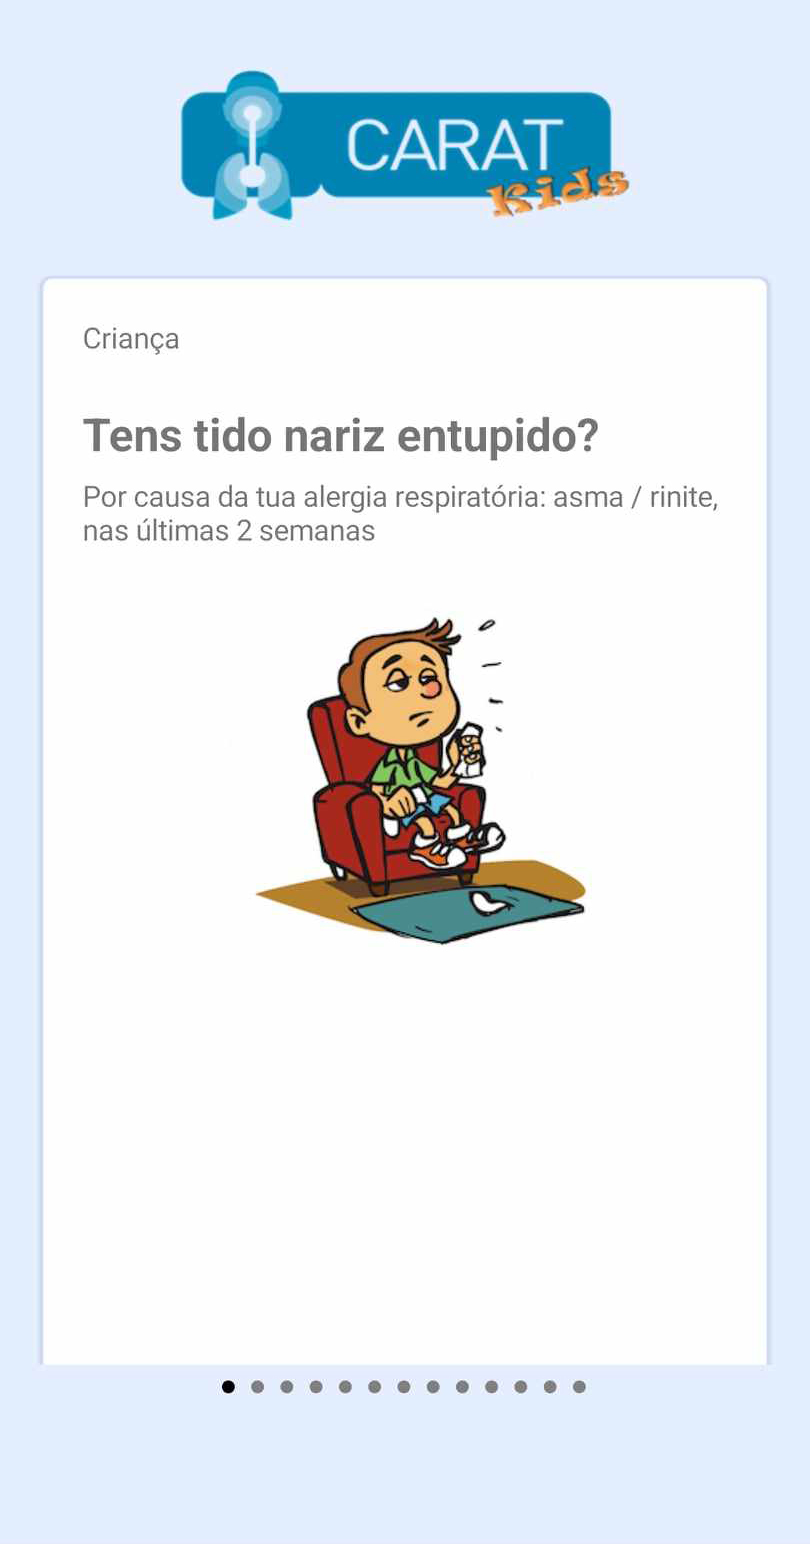 CARAT
Kids
Criança
Tens tido nariz entupido?
Por causa da tua alergia respiratória: asma / rinite,
nas últimas 2 semanas